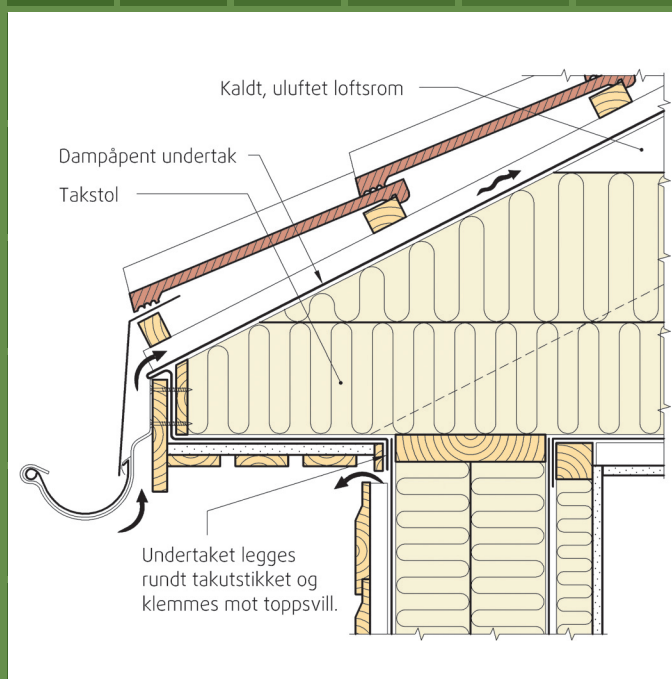 Kaldt, uluftet loftsrom
Dampåpent undertak
Takstol
Undertaket legges
rundt takutstikket og
klemmes mot toppsvill.